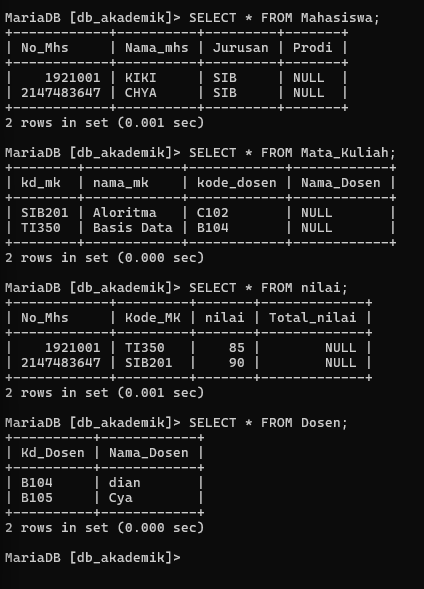 MariaDB [db_akademik]> SELECT * FROM Mahasiswa;
+------------+----------+---------+-------+
| No_Mhs     | Nama_mhs | Jurusan | Prodi |
+------------+----------+---------+-------+
|    1921001 | KIKI     | SIB     | NULL  |
| 2147483647 | CHYA     | SIB     | NULL  |
+------------+----------+---------+-------+
2 rows in set (0.001 sec)

MariaDB [db_akademik]> SELECT * FROM Mata_Kuliah;
+--------+------------+------------+------------+
| kd_mk  | nama_mk    | kode_dosen | Nama_Dosen |
+--------+------------+------------+------------+
| SIB201 | Aloritma   | C102       | NULL       |
| TI350  | Basis Data | B104       | NULL       |
+--------+------------+------------+------------+
2 rows in set (0.000 sec)

MariaDB [db_akademik]> SELECT * FROM nilai;
+------------+---------+-------+-------------+
| No_Mhs     | Kode_MK | nilai | Total_nilai |
+------------+---------+-------+-------------+
|    1921001 | TI350   |    85 |        NULL |
| 2147483647 | SIB201  |    90 |        NULL |
+------------+---------+-------+-------------+
2 rows in set (0.001 sec)

MariaDB [db_akademik]> SELECT * FROM Dosen;
+----------+------------+
| Kd_Dosen | Nama_Dosen |
+----------+------------+
| B104     | dian       |
| B105     | Cya        |
+----------+------------+
2 rows in set (0.000 sec)

MariaDB [db_akademik]>